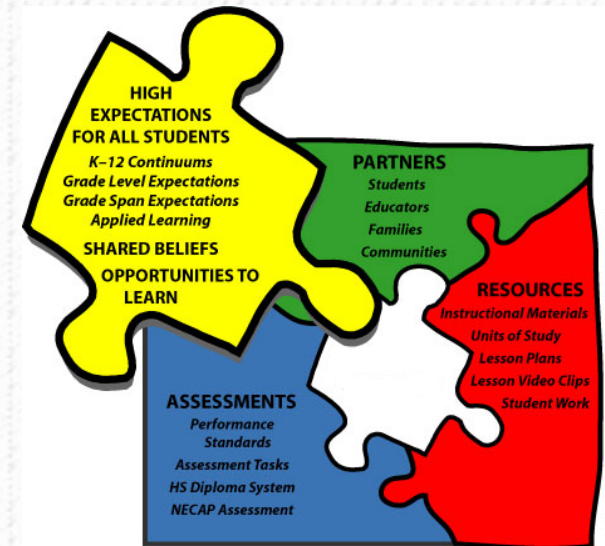 HIGH
EXPECTATIONS
FOR ALL STUDENTS
K–12 Continuums
Grade Level Expectations
Grade Span Expectations
Applied Learning
SHARED BELIEFS
OPPORTUNITIES TO
LEARN
PARTNERS
Students
Educators
Families
Communities
RESOURCES
Instructional Materials
Units of Study
Lesson Plans
Lesson Video Clips
Student Work
ASSESSMENTS
Performance
Standards
Assessment Tasks
HS Diploma System
NECAP Assessment